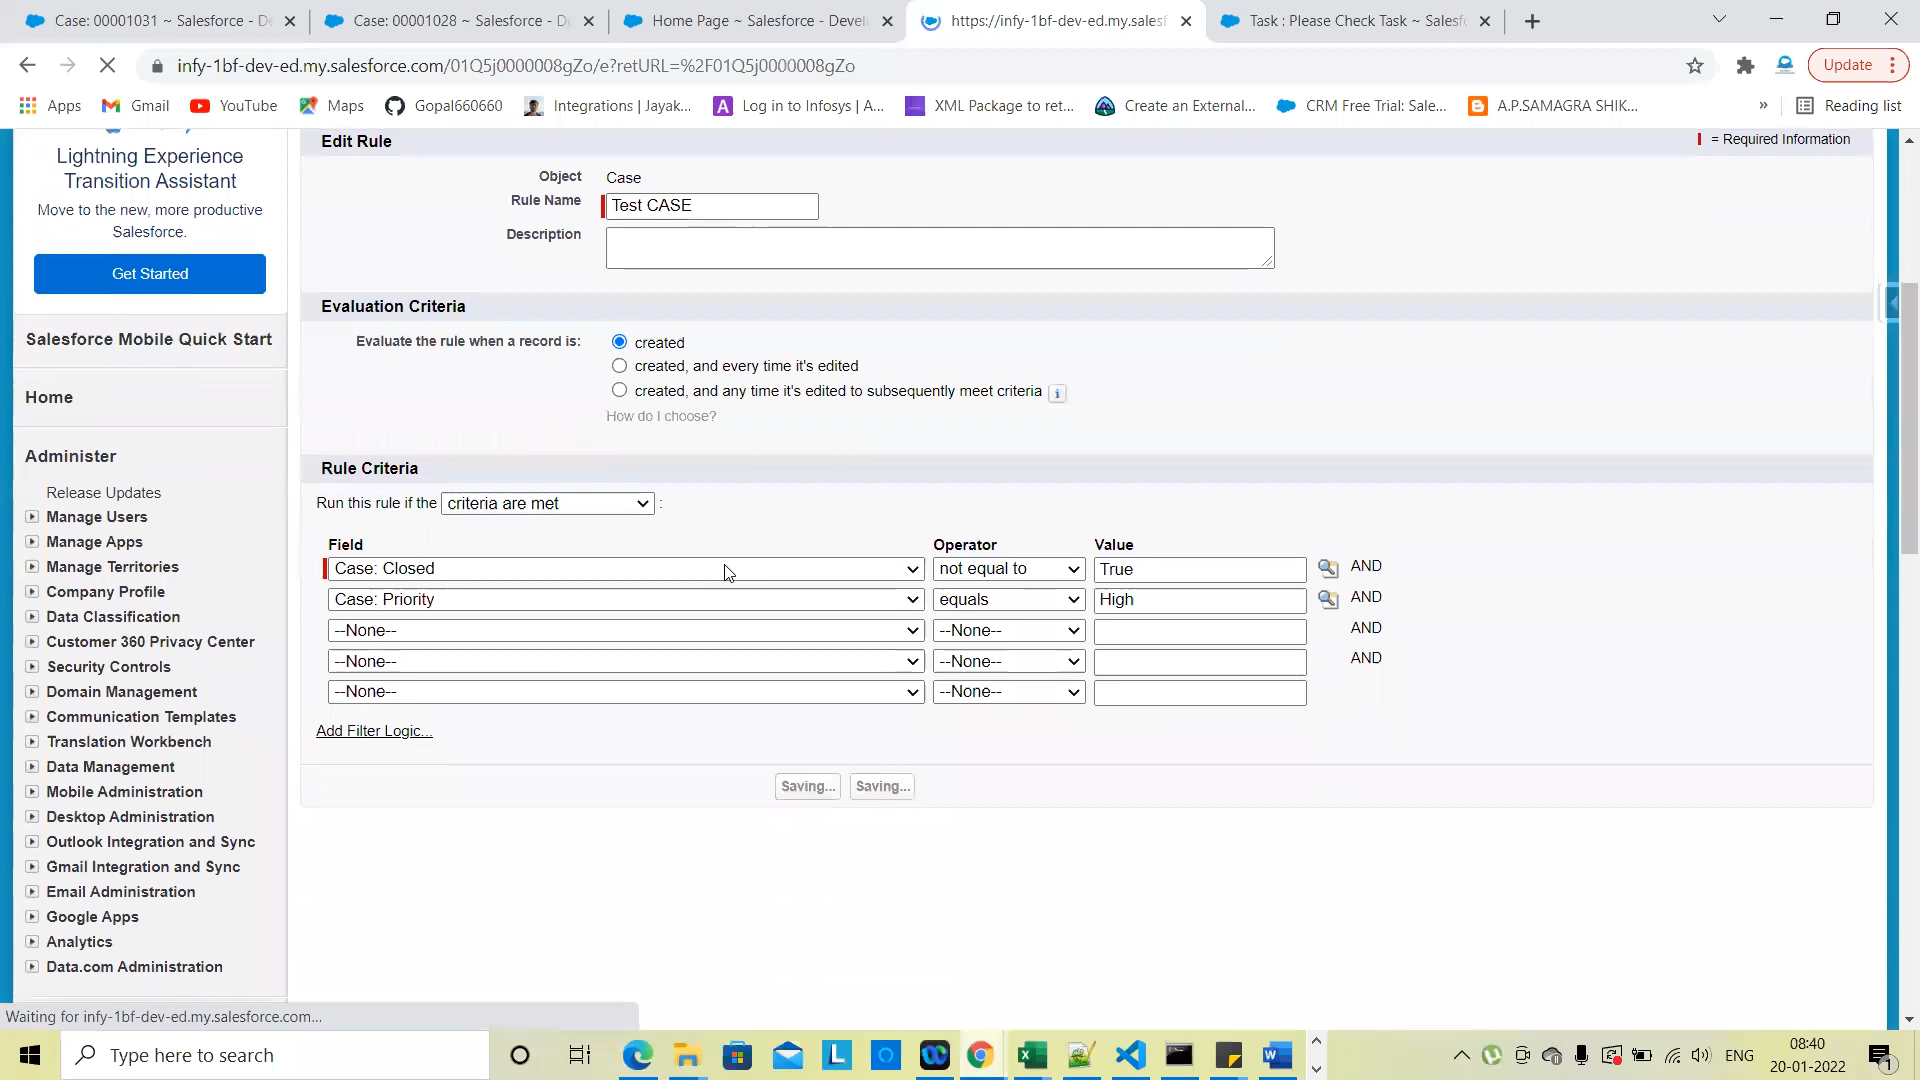 Case: 00001031 ~ Salesforce - De
Case: 00001028 ~ Salesforce - De
Home Page ~ Salesforce - Devel
https://infy-1bf-dev-ed.my.salesf
Task : Please Check Task ~ Salesf
infy-1bf-dev-ed.my.salesforce.com/01Q5j0000008gZo/e?retURL=%2F01Q5j0000008gZo
Update
Apps
Gmail
YouTube
Maps
Gopal660660
Integrations | Jayak...
Log in to Infosys | A...
XML Package to ret...
Create an External...
CRM Free Trial: Sale...
A.P.SAMAGRA SHIK...
»
Reading list
Lightning Experience
Transition Assistant
Move to the new, more productive
Salesforce.
Get Started
Salesforce Mobile Quick Start
Home
Administer
Release Updates
Manage Users
Manage Apps
Manage Territories
Company Profile
Data Classification
Customer 360 Privacy Center
Security Controls
Domain Management
Communication Templates
Translation Workbench
Data Management
Mobile Administration
Desktop Administration
Outlook Integration and Sync
Gmail Integration and Sync
Email Administration
Google Apps
Analytics
Data.com Administration
Edit Rule
= Required Information
Object Case
Rule Name Test CASE
Description
Evaluation Criteria
Evaluate the rule when a record is: created
created, and every time it's edited
created, and any time it's edited to subsequently meet criteria
How do I choose?
Rule Criteria
Run this rule if the criteria are met :
Field Operator Value
Case: Closed not equal to True AND
Case: Priority equals High AND
--None-- --None-- AND
--None-- --None-- AND
--None-- --None--
Add Filter Logic...
Saving... Saving...
Waiting for infy-1bf-dev-ed.my.salesforce.com...
Type here to search
ENG
08:40
20-01-2022
1